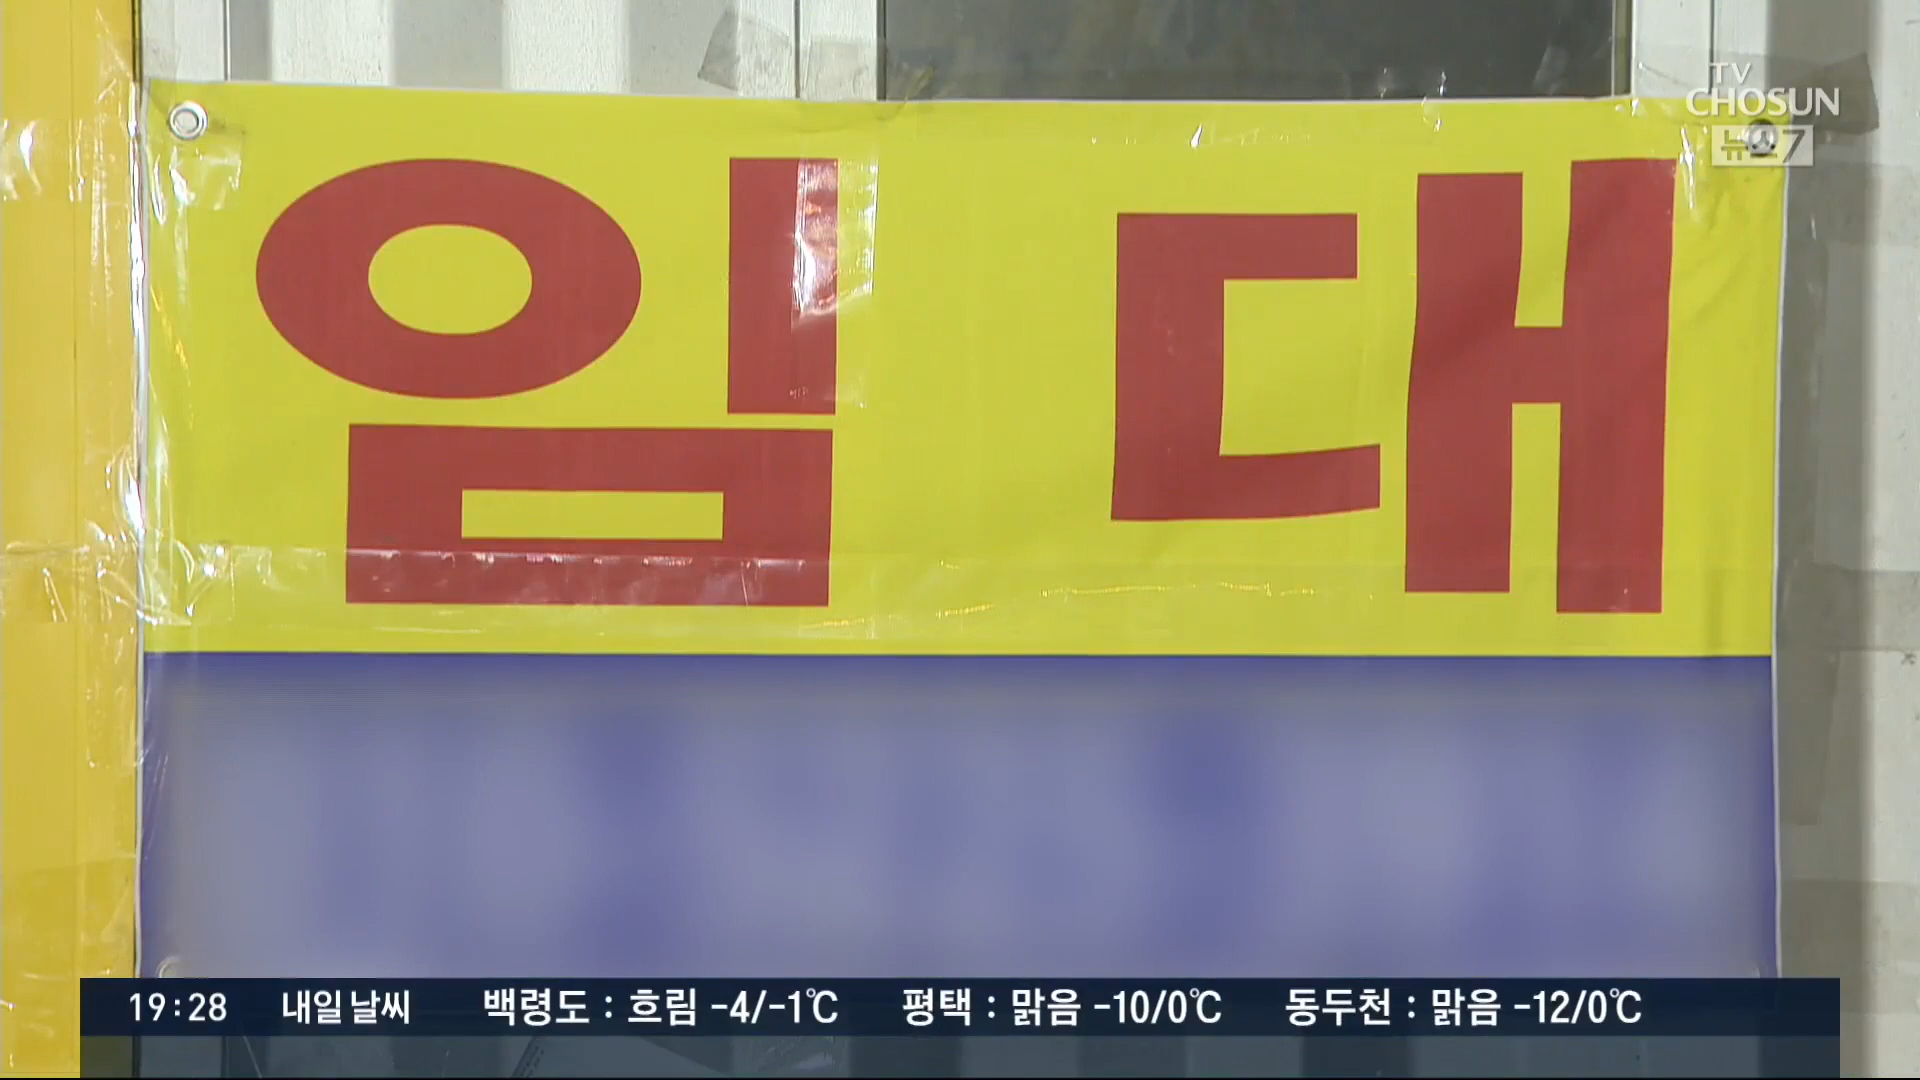 TV
CHOSUN
뉴스7
임 대
19:28 내일 날씨 백령도 : 흐림 -4/-1℃ 평택 : 맑음 -10/0℃ 동두천 : 맑음 -12/0℃